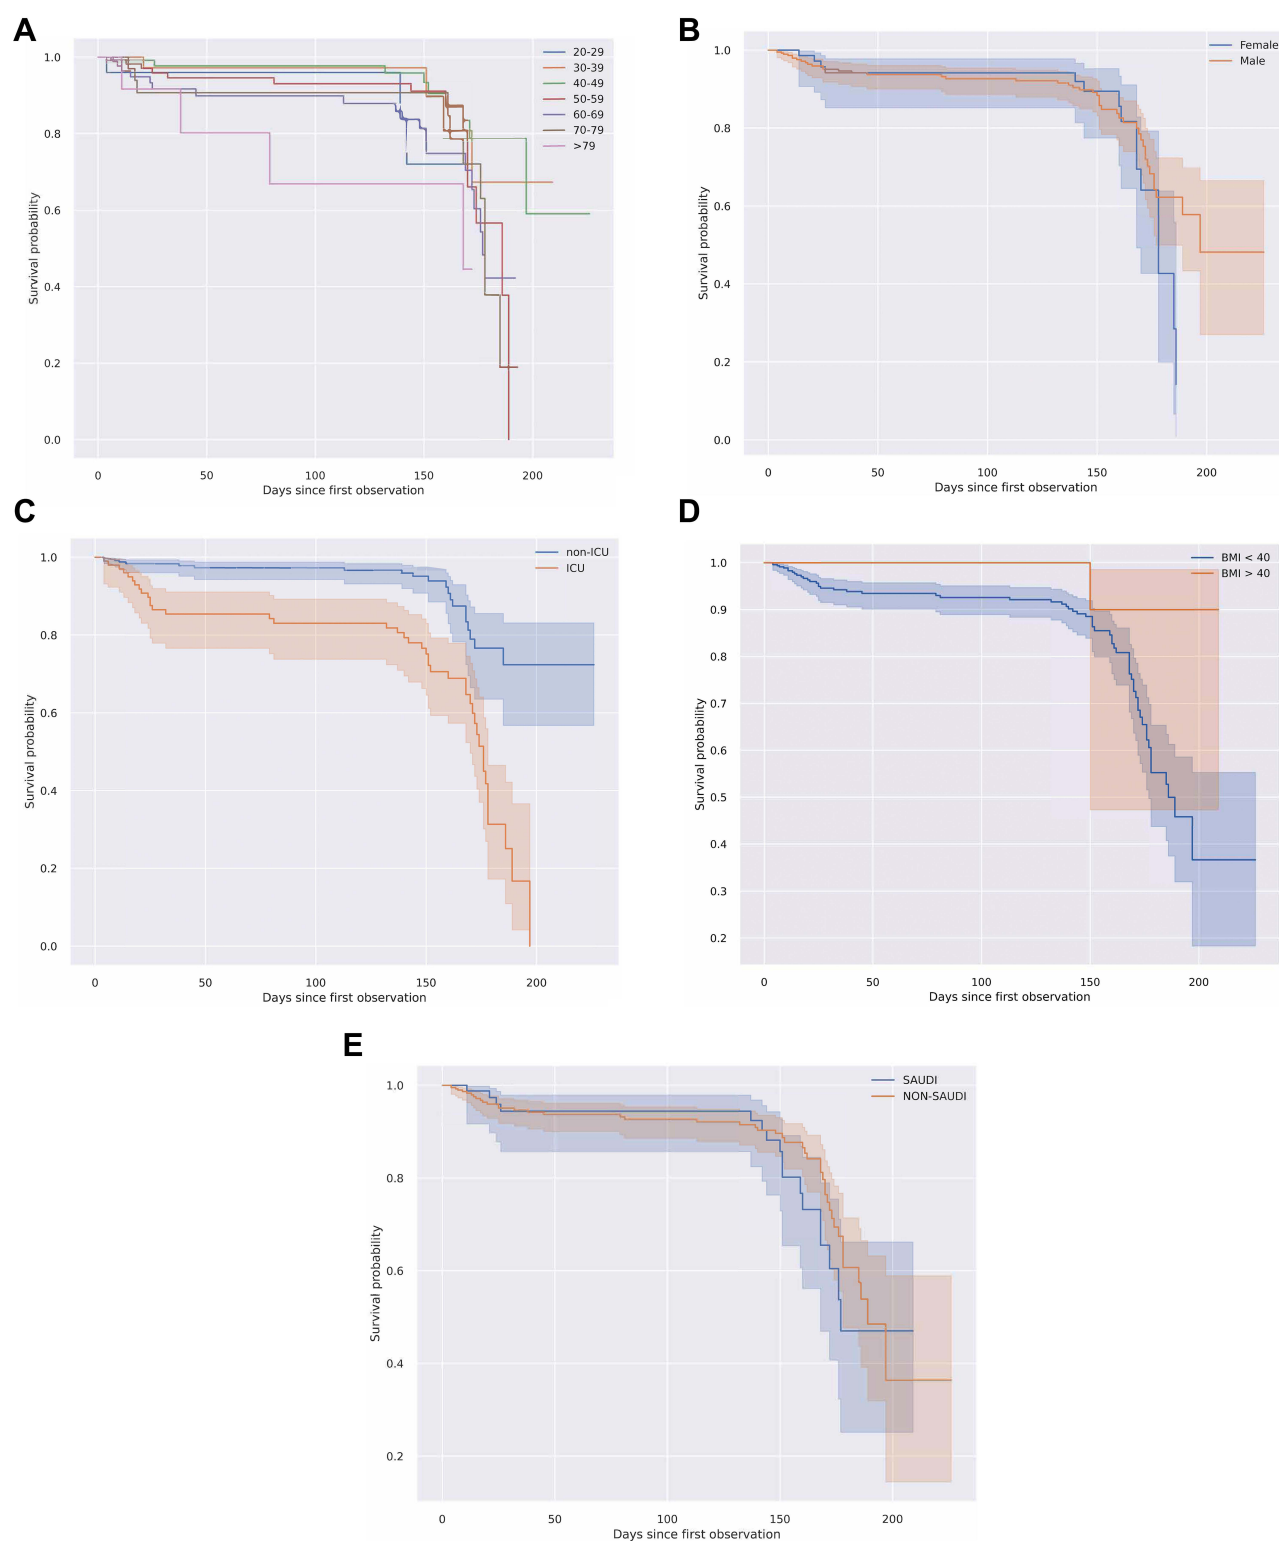 A
1.0
0.8
0.6
0.4
0.2
0.0
Survival probability
20-29
30-39
40-49
50-59
60-69
70-79
>79
0 50 100 150 200
Days since first observation
B
1.0
0.8
0.6
0.4
0.2
0.0
Survival probability
Female
Male
0 50 100 150 200
Days since first observation
C
1.0
0.8
0.6
0.4
0.2
0.0
Survival probability
non-ICU
ICU
0 50 100 150 200
Days since first observation
D
1.0
0.9
0.8
0.7
0.6
0.5
0.4
0.3
0.2
Survival probability
BMI < 40
BMI > 40
0 50 100 150 200
Days since first observation
E
1.0
0.8
0.6
0.4
0.2
Survival probability
SAUDI
NON-SAUDI
0 50 100 150 200
Days since first observation